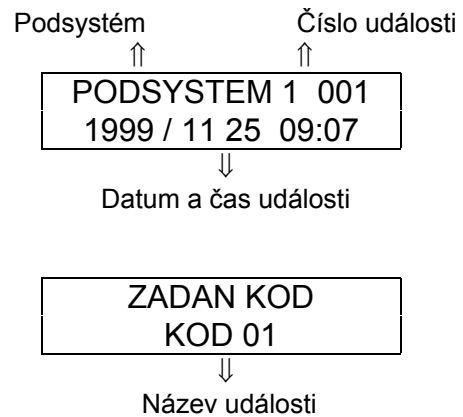 Podsystém Číslo události
⇑ ⇑
PODSYSTEM 1 001
1999 / 11 25 09:07
⇓
Datum a čas události
ZADAN KOD
KOD 01
⇓
Název události